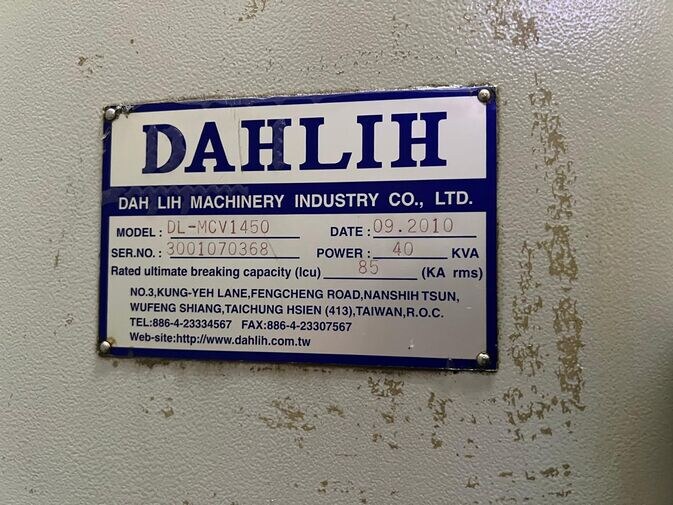 DAHLIH
DAH LIH MACHINERY INDUSTRY CO., LTD.
MODEL : DL-MCV1450 DATE : 09.2010
SER.NO. : 3001070368 POWER : 40 KVA
Rated ultimate breaking capacity (Icu) 85 (KA rms)
NO.3,KUNG-YEH LANE,FENGCHENG ROAD,NANSHIH TSUN,
WUFENG SHIANG,TAICHUNG HSIEN (413),TAIWAN,R.O.C.
TEL:886-4-23334567 FAX:886-4-23307567
Web-site:http://www.dahlih.com.tw